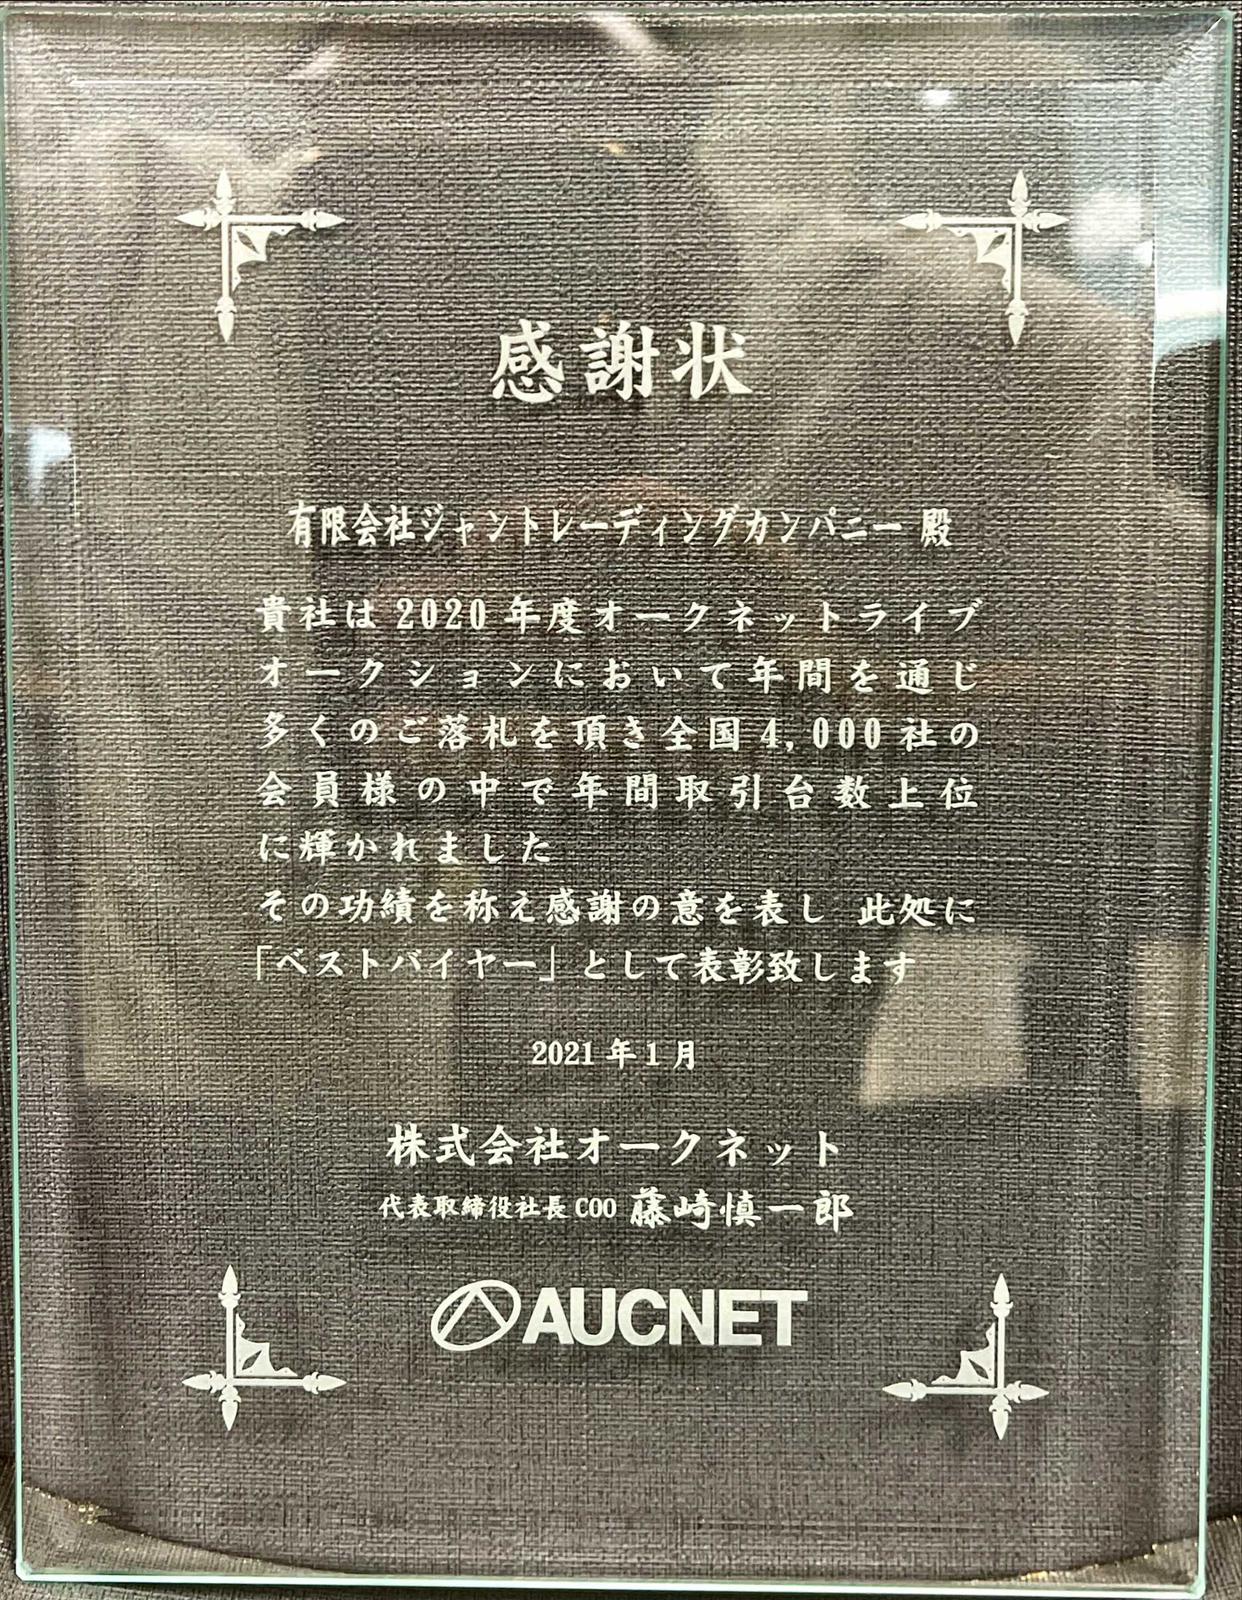 感謝状
有限会社ジャントレーディングカンパニー 殿
貴社は2020年度オークネットライブ
オークションにおいて年間を通じ
多くのご落札を頂き全国4,000社の
会員様の中で年間取引台数上位
に輝かれました
その功績を称え感謝の意を表し 此処に
「ベストバイヤー」として表彰致します
2021年1月
株式会社オークネット
代表取締役社長COO 藤崎慎一郎
AUCNET